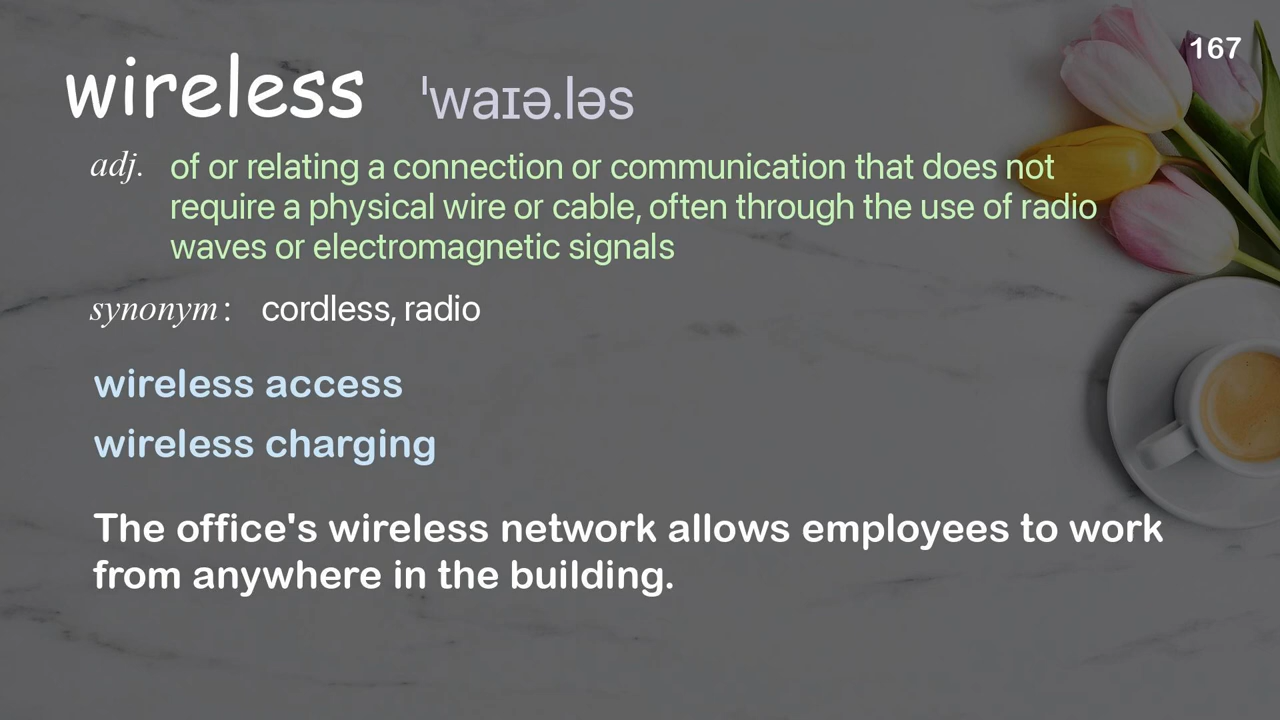 167
wireless ˈwaɪə.ləs
adj. of or relating a connection or communication that does not
require a physical wire or cable, often through the use of radio
waves or electromagnetic signals
synonym: cordless, radio
wireless access
wireless charging
The office's wireless network allows employees to work
from anywhere in the building.